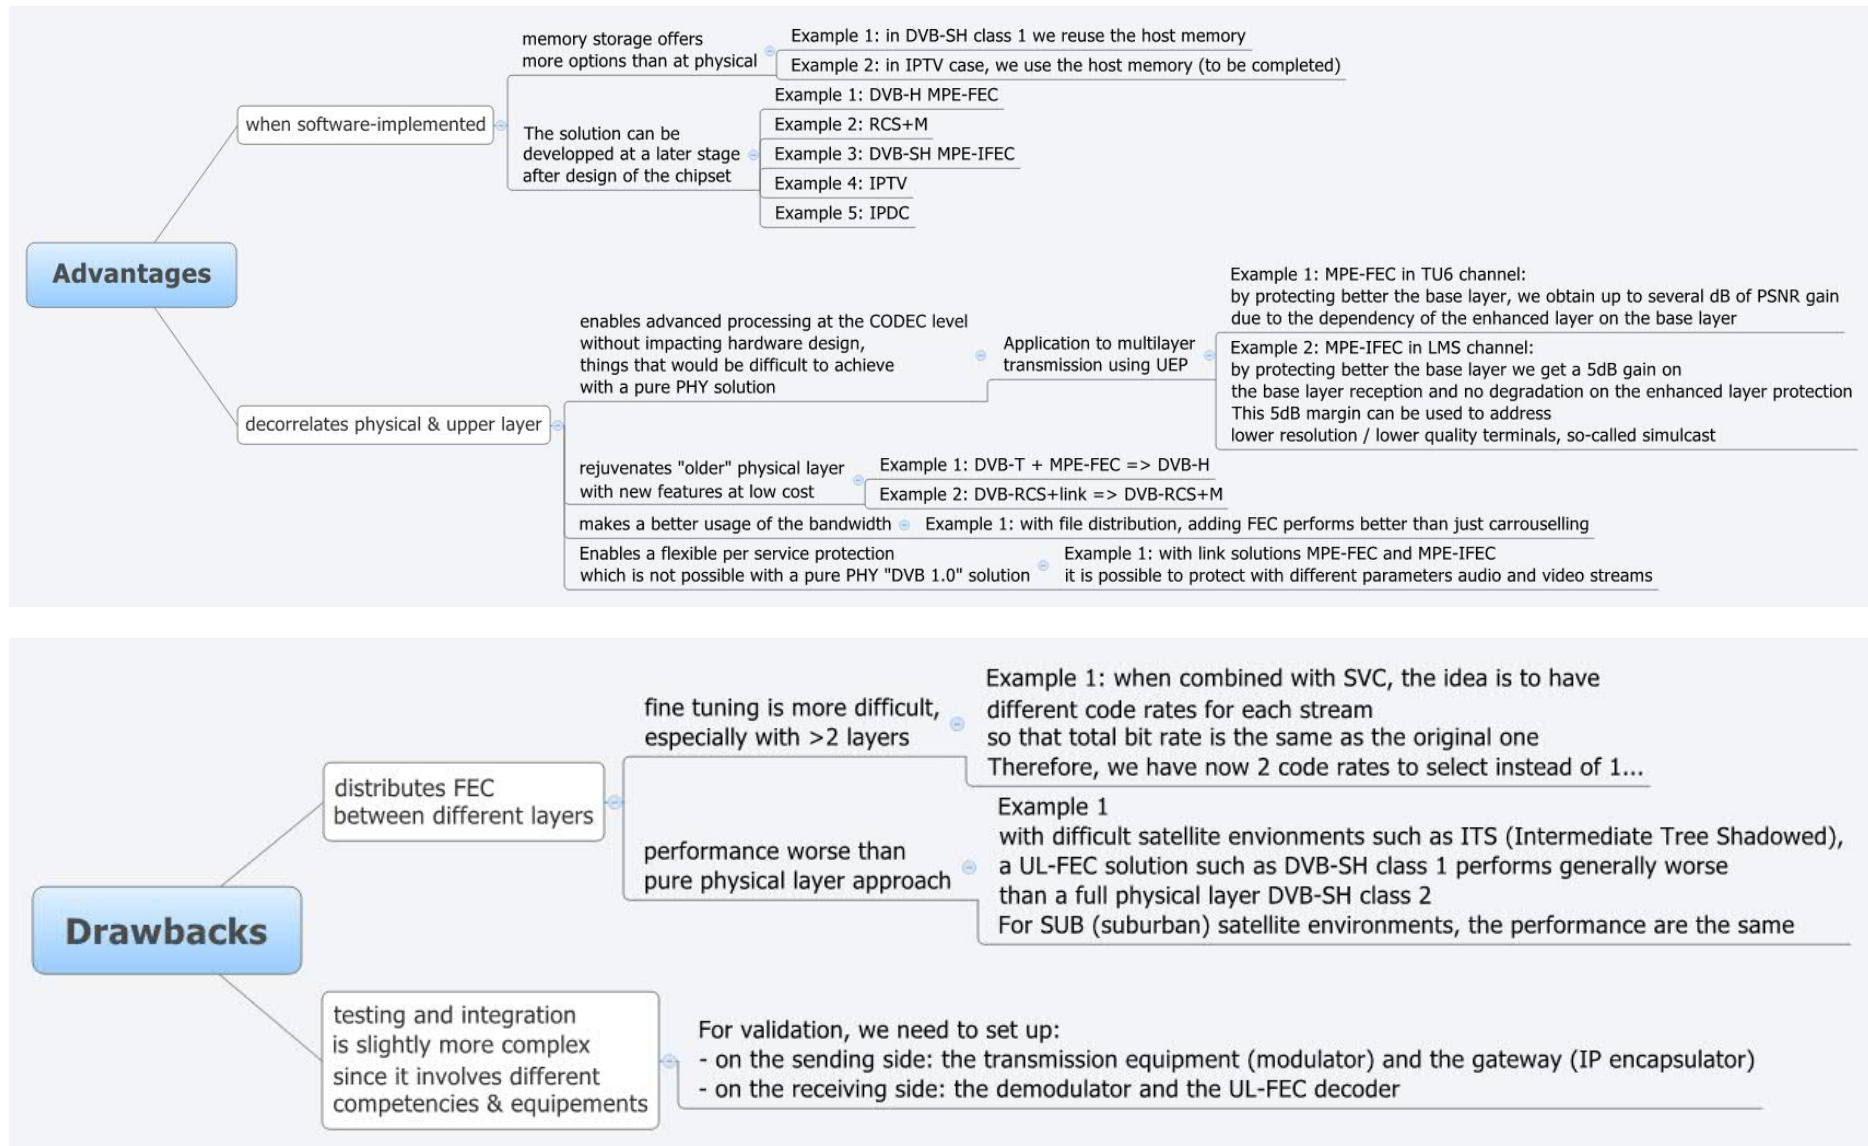 Advantages
when software-implemented
memory storage offers
more options than at physical
Example 1: in DVB-SH class 1 we reuse the host memory
Example 2: in IPTV case, we use the host memory (to be completed)
The solution can be
developped at a later stage
after design of the chipset
Example 1: DVB-H MPE-FEC
Example 2: RCS+M
Example 3: DVB-SH MPE-IFEC
Example 4: IPTV
Example 5: IPDC
decorrelates physical & upper layer
enables advanced processing at the CODEC level
without impacting hardware design,
things that would be difficult to achieve
with a pure PHY solution
Application to multilayer
transmission using UEP
Example 1: MPE-FEC in TU6 channel:
by protecting better the base layer, we obtain up to several dB of PSNR gain
due to the dependency of the enhanced layer on the base layer
Example 2: MPE-IFEC in LMS channel:
by protecting better the base layer we get a 5dB gain on
the base layer reception and no degradation on the enhanced layer protection
This 5dB margin can be used to address
lower resolution / lower quality terminals, so-called simulcast
rejuvenates "older" physical layer
with new features at low cost
Example 1: DVB-T + MPE-FEC => DVB-H
Example 2: DVB-RCS+link => DVB-RCS+M
makes a better usage of the bandwidth
Example 1: with file distribution, adding FEC performs better than just carrouselling
Enables a flexible per service protection
which is not possible with a pure PHY "DVB 1.0" solution
Example 1: with link solutions MPE-FEC and MPE-IFEC
it is possible to protect with different parameters audio and video streams
Drawbacks
distributes FEC
between different layers
fine tuning is more difficult,
especially with >2 layers
Example 1: when combined with SVC, the idea is to have
different code rates for each stream
so that total bit rate is the same as the original one
Therefore, we have now 2 code rates to select instead of 1...
performance worse than
pure physical layer approach
Example 1
with difficult satellite envionments such as ITS (Intermediate Tree Shadowed),
a UL-FEC solution such as DVB-SH class 1 performs generally worse
than a full physical layer DVB-SH class 2
For SUB (suburban) satellite environments, the performance are the same
testing and integration
is slightly more complex
since it involves different
competencies & equipements
For validation, we need to set up:
- on the sending side: the transmission equipment (modulator) and the gateway (IP encapsulator)
- on the receiving side: the demodulator and the UL-FEC decoder